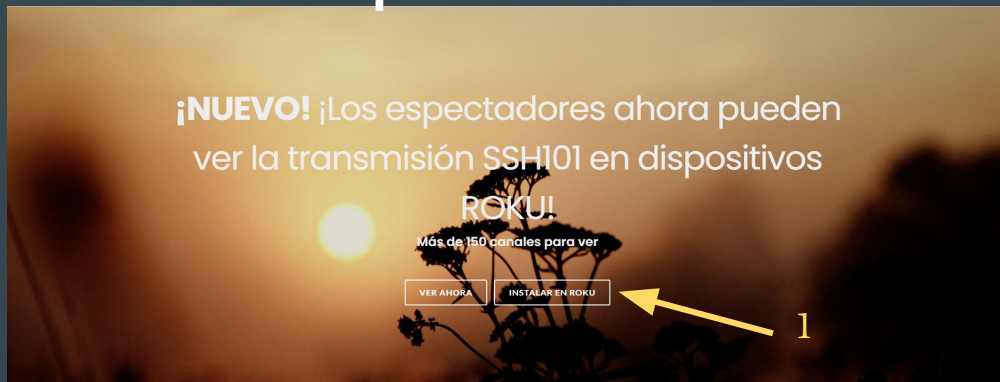 ¡NUEVO! ¡Los espectadores ahora pueden
ver la transmisión SSH101 en dispositivos
ROKU!
Más de 150 canales para ver
VER AHORA
INSTALAR EN ROKU
1